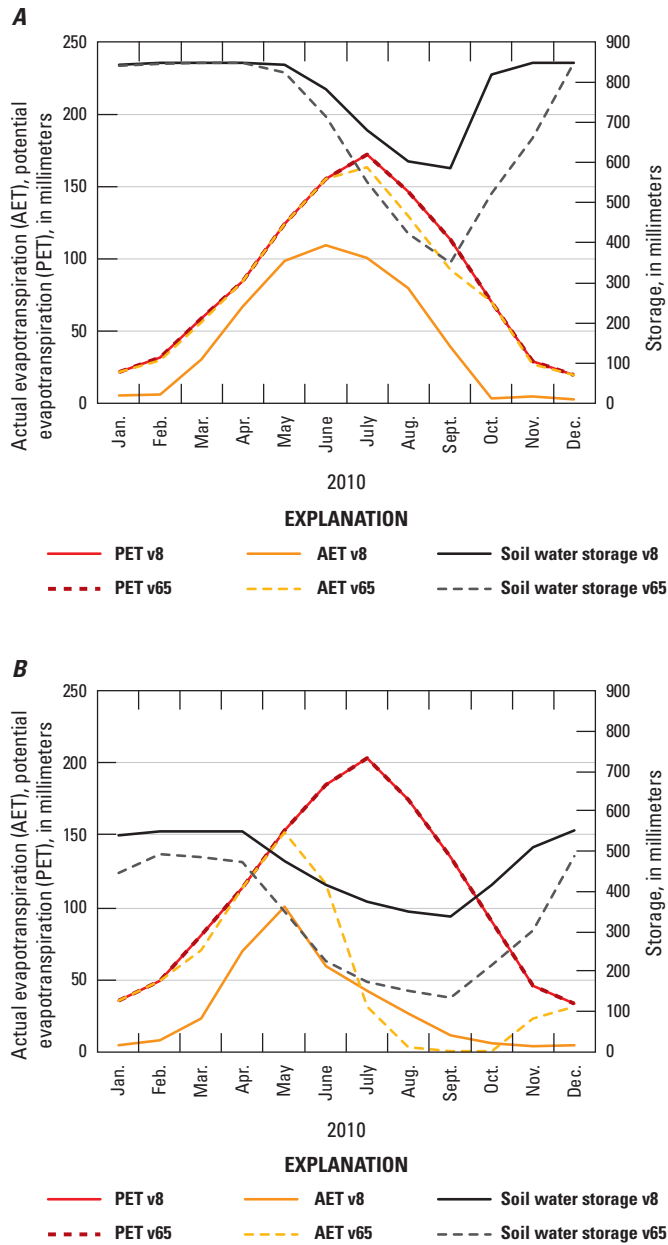 A
Actual evapotranspiration (AET), potential
evapotranspiration (PET), in millimeters
250
200
150
100
50
0
900
800
700
600
500
400
300
200
100
0
Storage, in millimeters
Jan.
Feb.
Mar.
Apr.
May
June
July
Aug.
Sept.
Oct.
Nov.
Dec.
2010
EXPLANATION
PET v8
AET v8
Soil water storage v8
PET v65
AET v65
Soil water storage v65
B
Actual evapotranspiration (AET), potential
evapotranspiration (PET), in millimeters
250
200
150
100
50
0
900
800
700
600
500
400
300
200
100
0
Storage, in millimeters
Jan.
Feb.
Mar.
Apr.
May
June
July
Aug.
Sept.
Oct.
Nov.
Dec.
2010
EXPLANATION
PET v8
AET v8
Soil water storage v8
PET v65
AET v65
Soil water storage v65